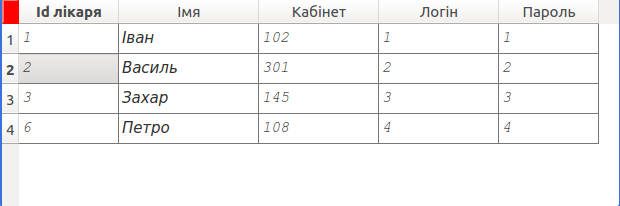 Id лікаря Імя Кабінет Логін Пароль
1 1 Іван 102 1 1
2 2 Василь 301 2 2
3 3 Захар 145 3 3
4 6 Петро 108 4 4